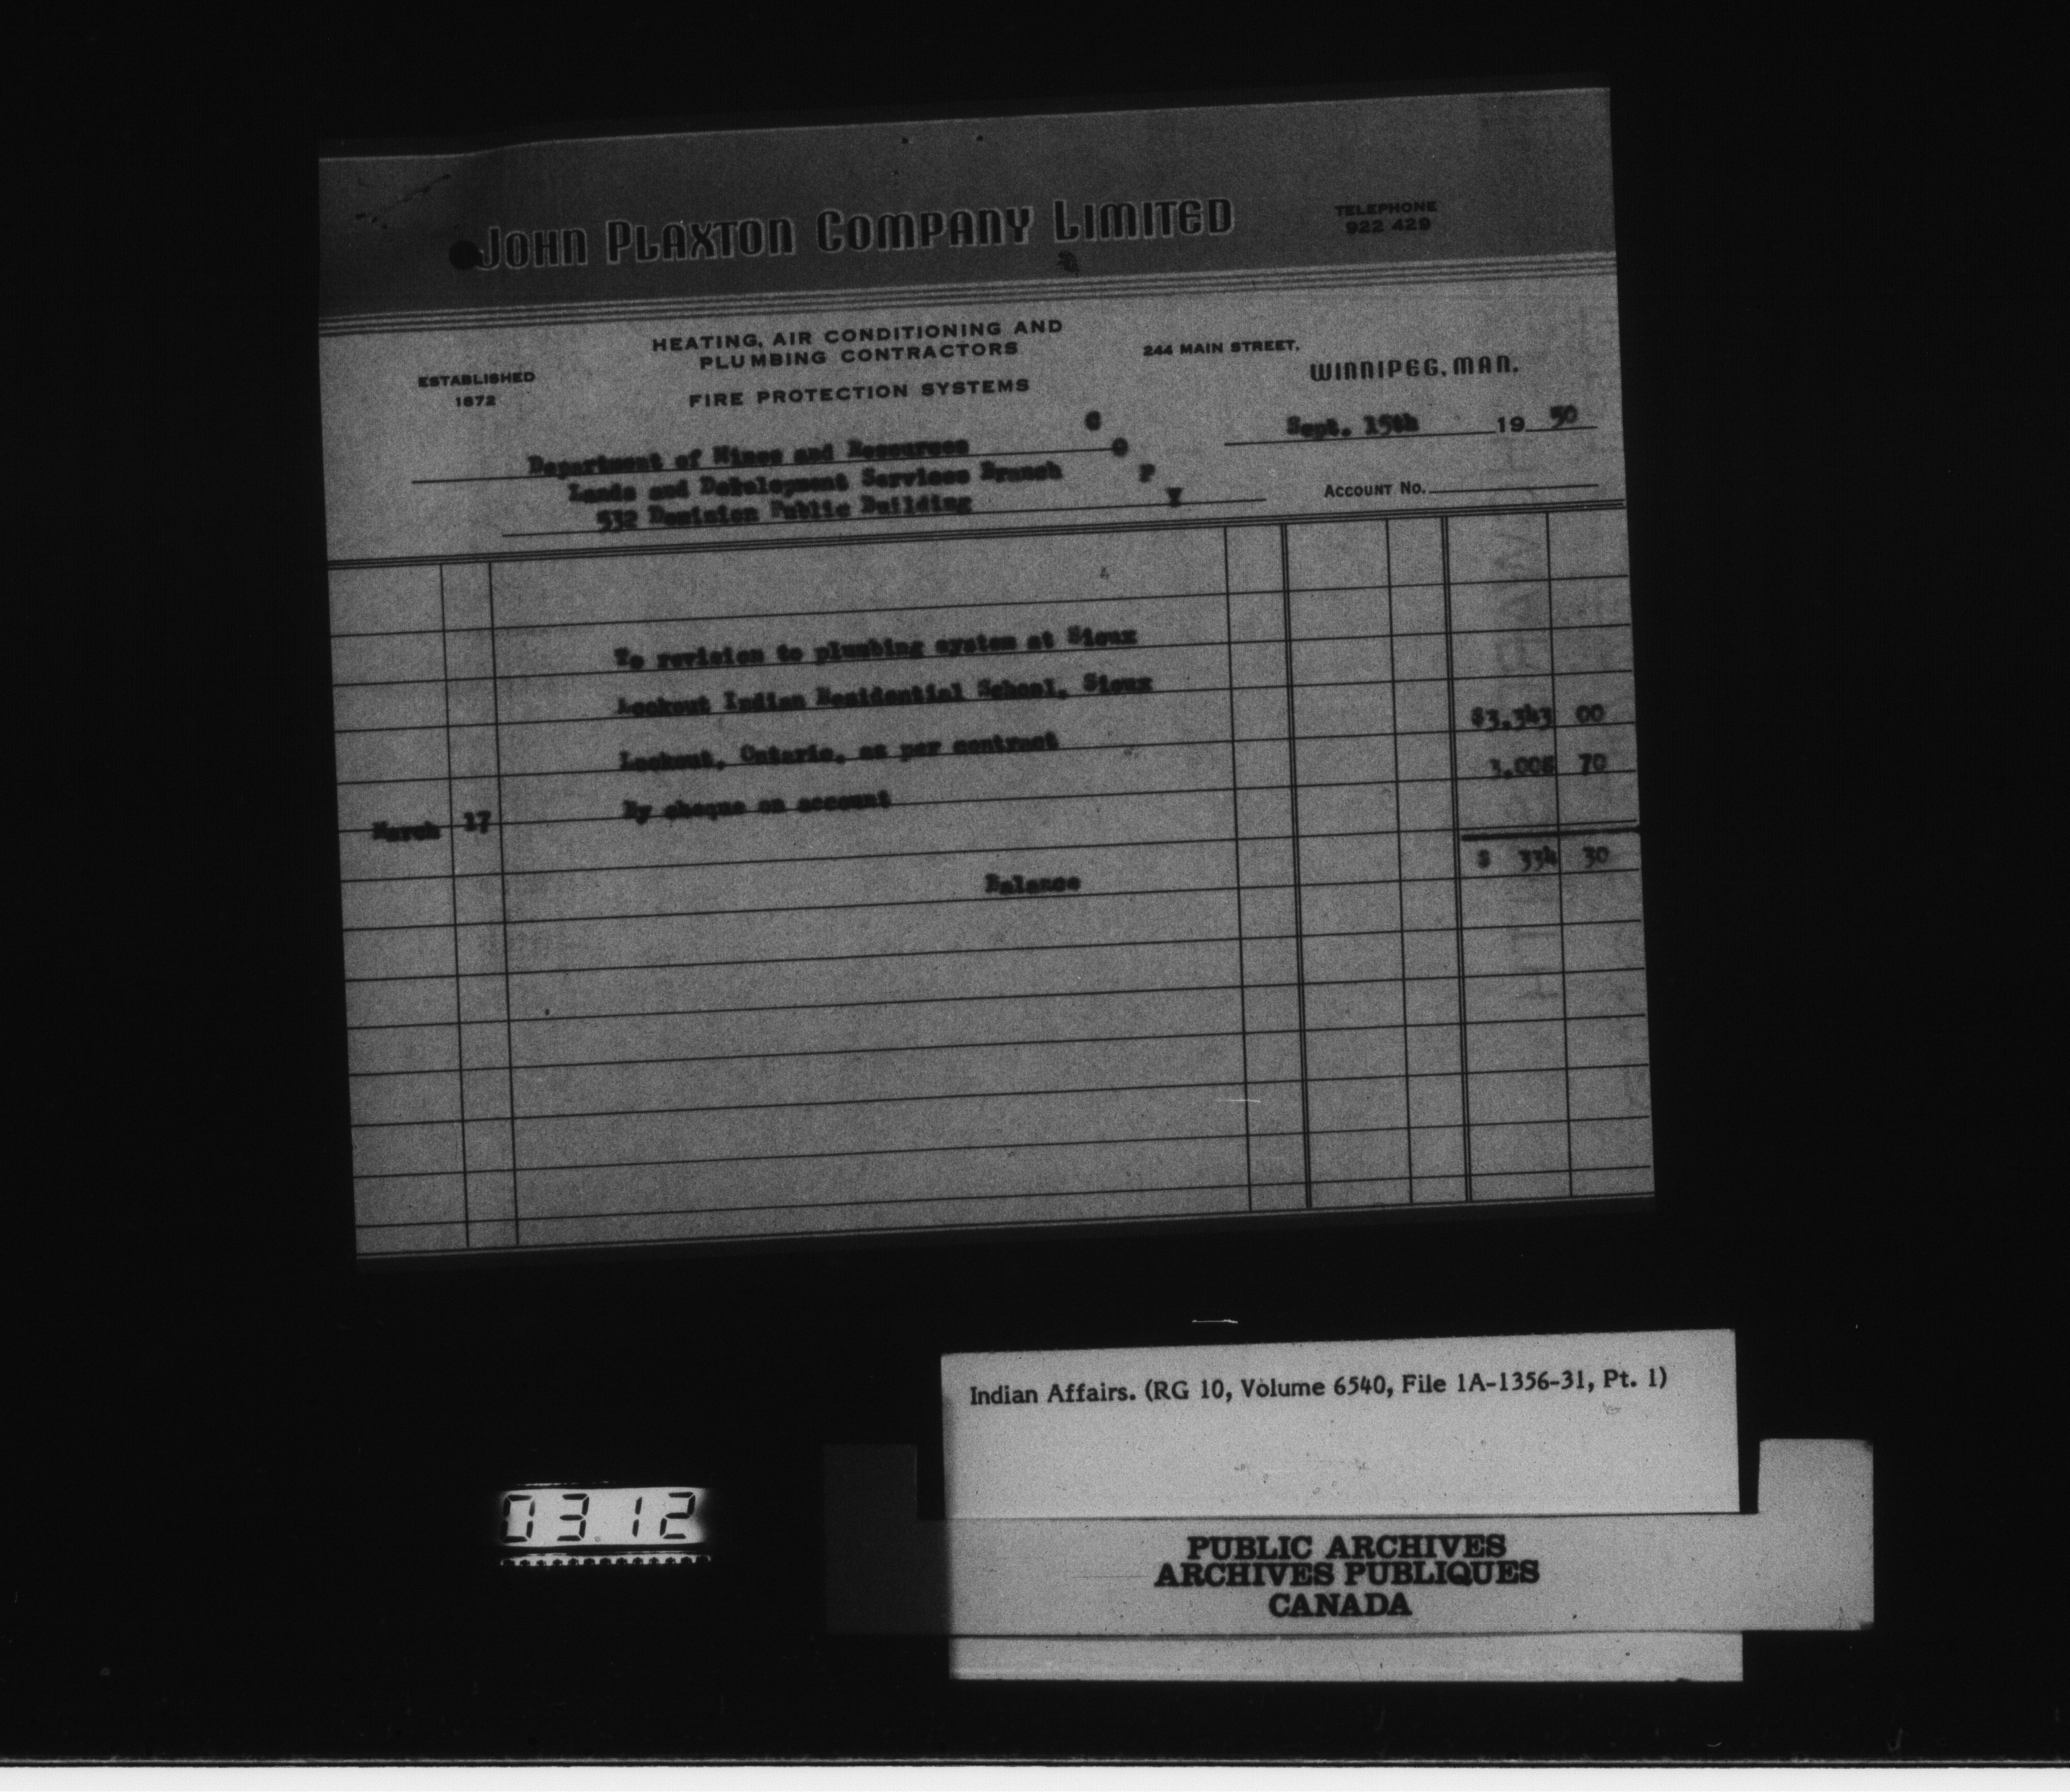 JOHN PLAXTON COMPANY LIMITED
TELEPHONE
922 429
HEATING, AIR CONDITIONING AND
PLUMBING CONTRACTORS
FIRE PROTECTION SYSTEMS
ESTABLISHED
1872
244 MAIN STREET,
WINNIPEG, MAN.
Sept. 15th 19 50
COPY
Department of Mines and Resources
Lands and Development Services Branch
532 Dominion Public Building
ACCOUNT NO.
To revision to plumbing system at Sioux
Lookout Indian Residential School, Sioux
Lookout, Ontario, as per contract $3,343 00
March 17 By cheque on account 3,008 70
Balance $ 334 30
Indian Affairs. (RG 10, Volume 6540, File 1A-1356-31, Pt. 1)
0312
PUBLIC ARCHIVES
ARCHIVES PUBLIQUES
CANADA